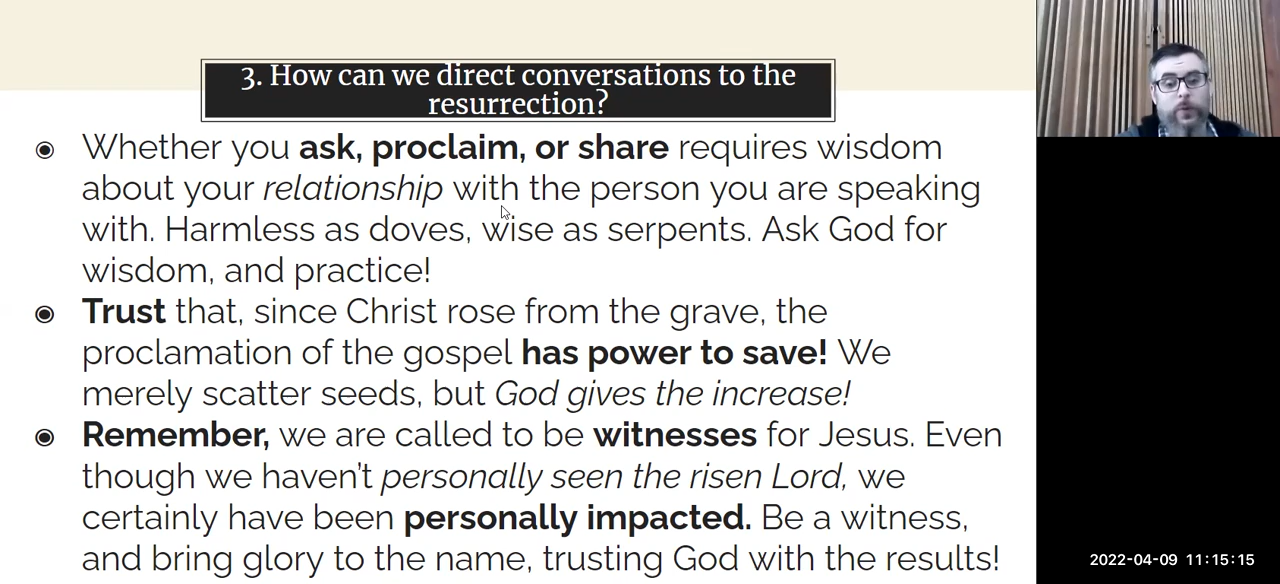 3. How can we direct conversations to the
resurrection?
Whether you ask, proclaim, or share requires wisdom
about your relationship with the person you are speaking
with. Harmless as doves, wise as serpents. Ask God for
wisdom, and practice!
Trust that, since Christ rose from the grave, the
proclamation of the gospel has power to save! We
merely scatter seeds, but God gives the increase!
Remember, we are called to be witnesses for Jesus. Even
though we haven’t personally seen the risen Lord, we
certainly have been personally impacted. Be a witness,
and bring glory to the name, trusting God with the results!
2022-04-09 11:15:15